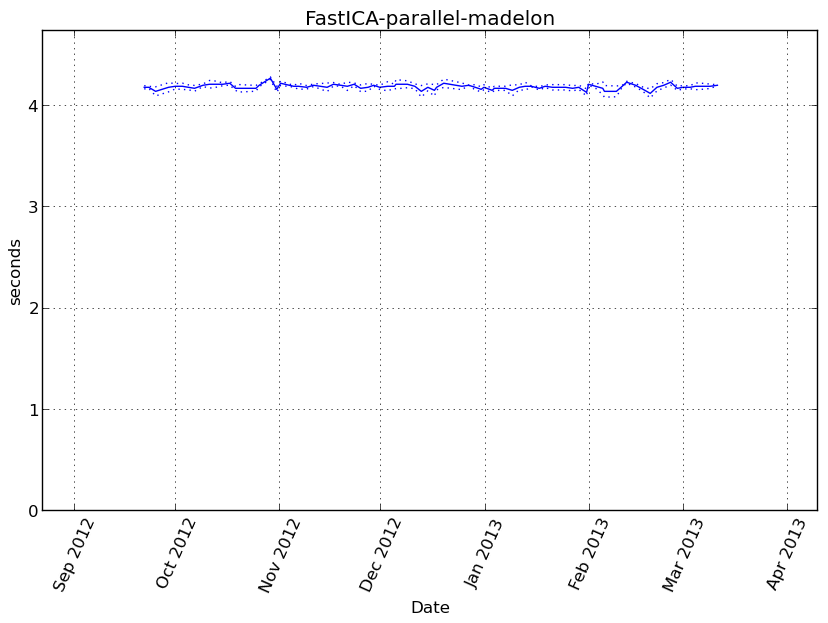 FastICA-parallel-madelon
4
3
2
1
0
seconds
Sep 2012
Oct 2012
Nov 2012
Dec 2012
Jan 2013
Feb 2013
Mar 2013
Apr 2013
Date